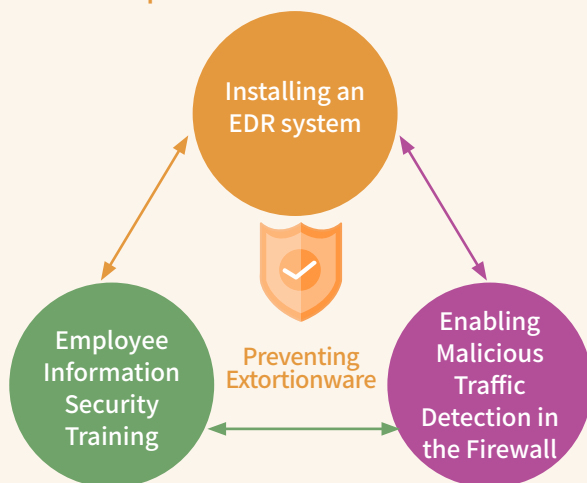 Installing an
EDR system
Employee
Information
Security
Training
Preventing
Extortionware
Enabling
Malicious
Traffic
Detection in
the Firewall